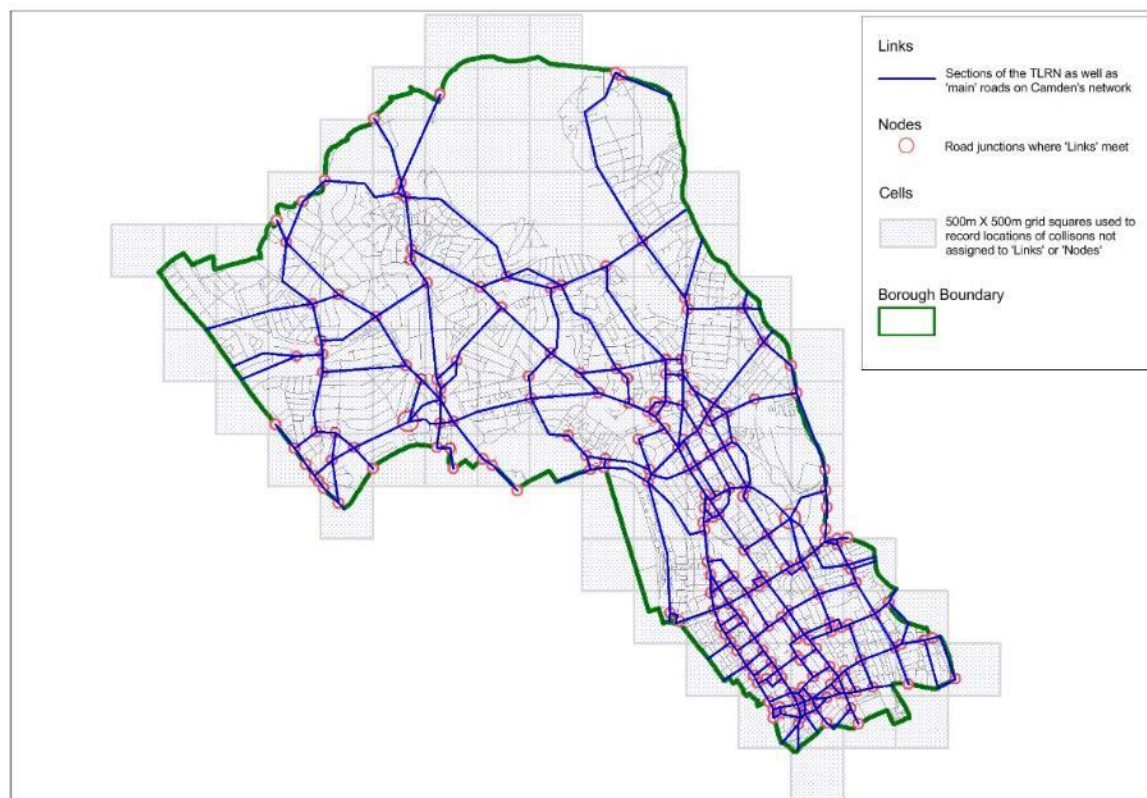 Links
Sections of the TLRN as well as
'main' roads on Camden's network
Nodes
Road junctions where 'Links' meet
Cells
500m X 500m grid squares used to
record locations of collisons not
assigned to 'Links' or 'Nodes'
Borough Boundary